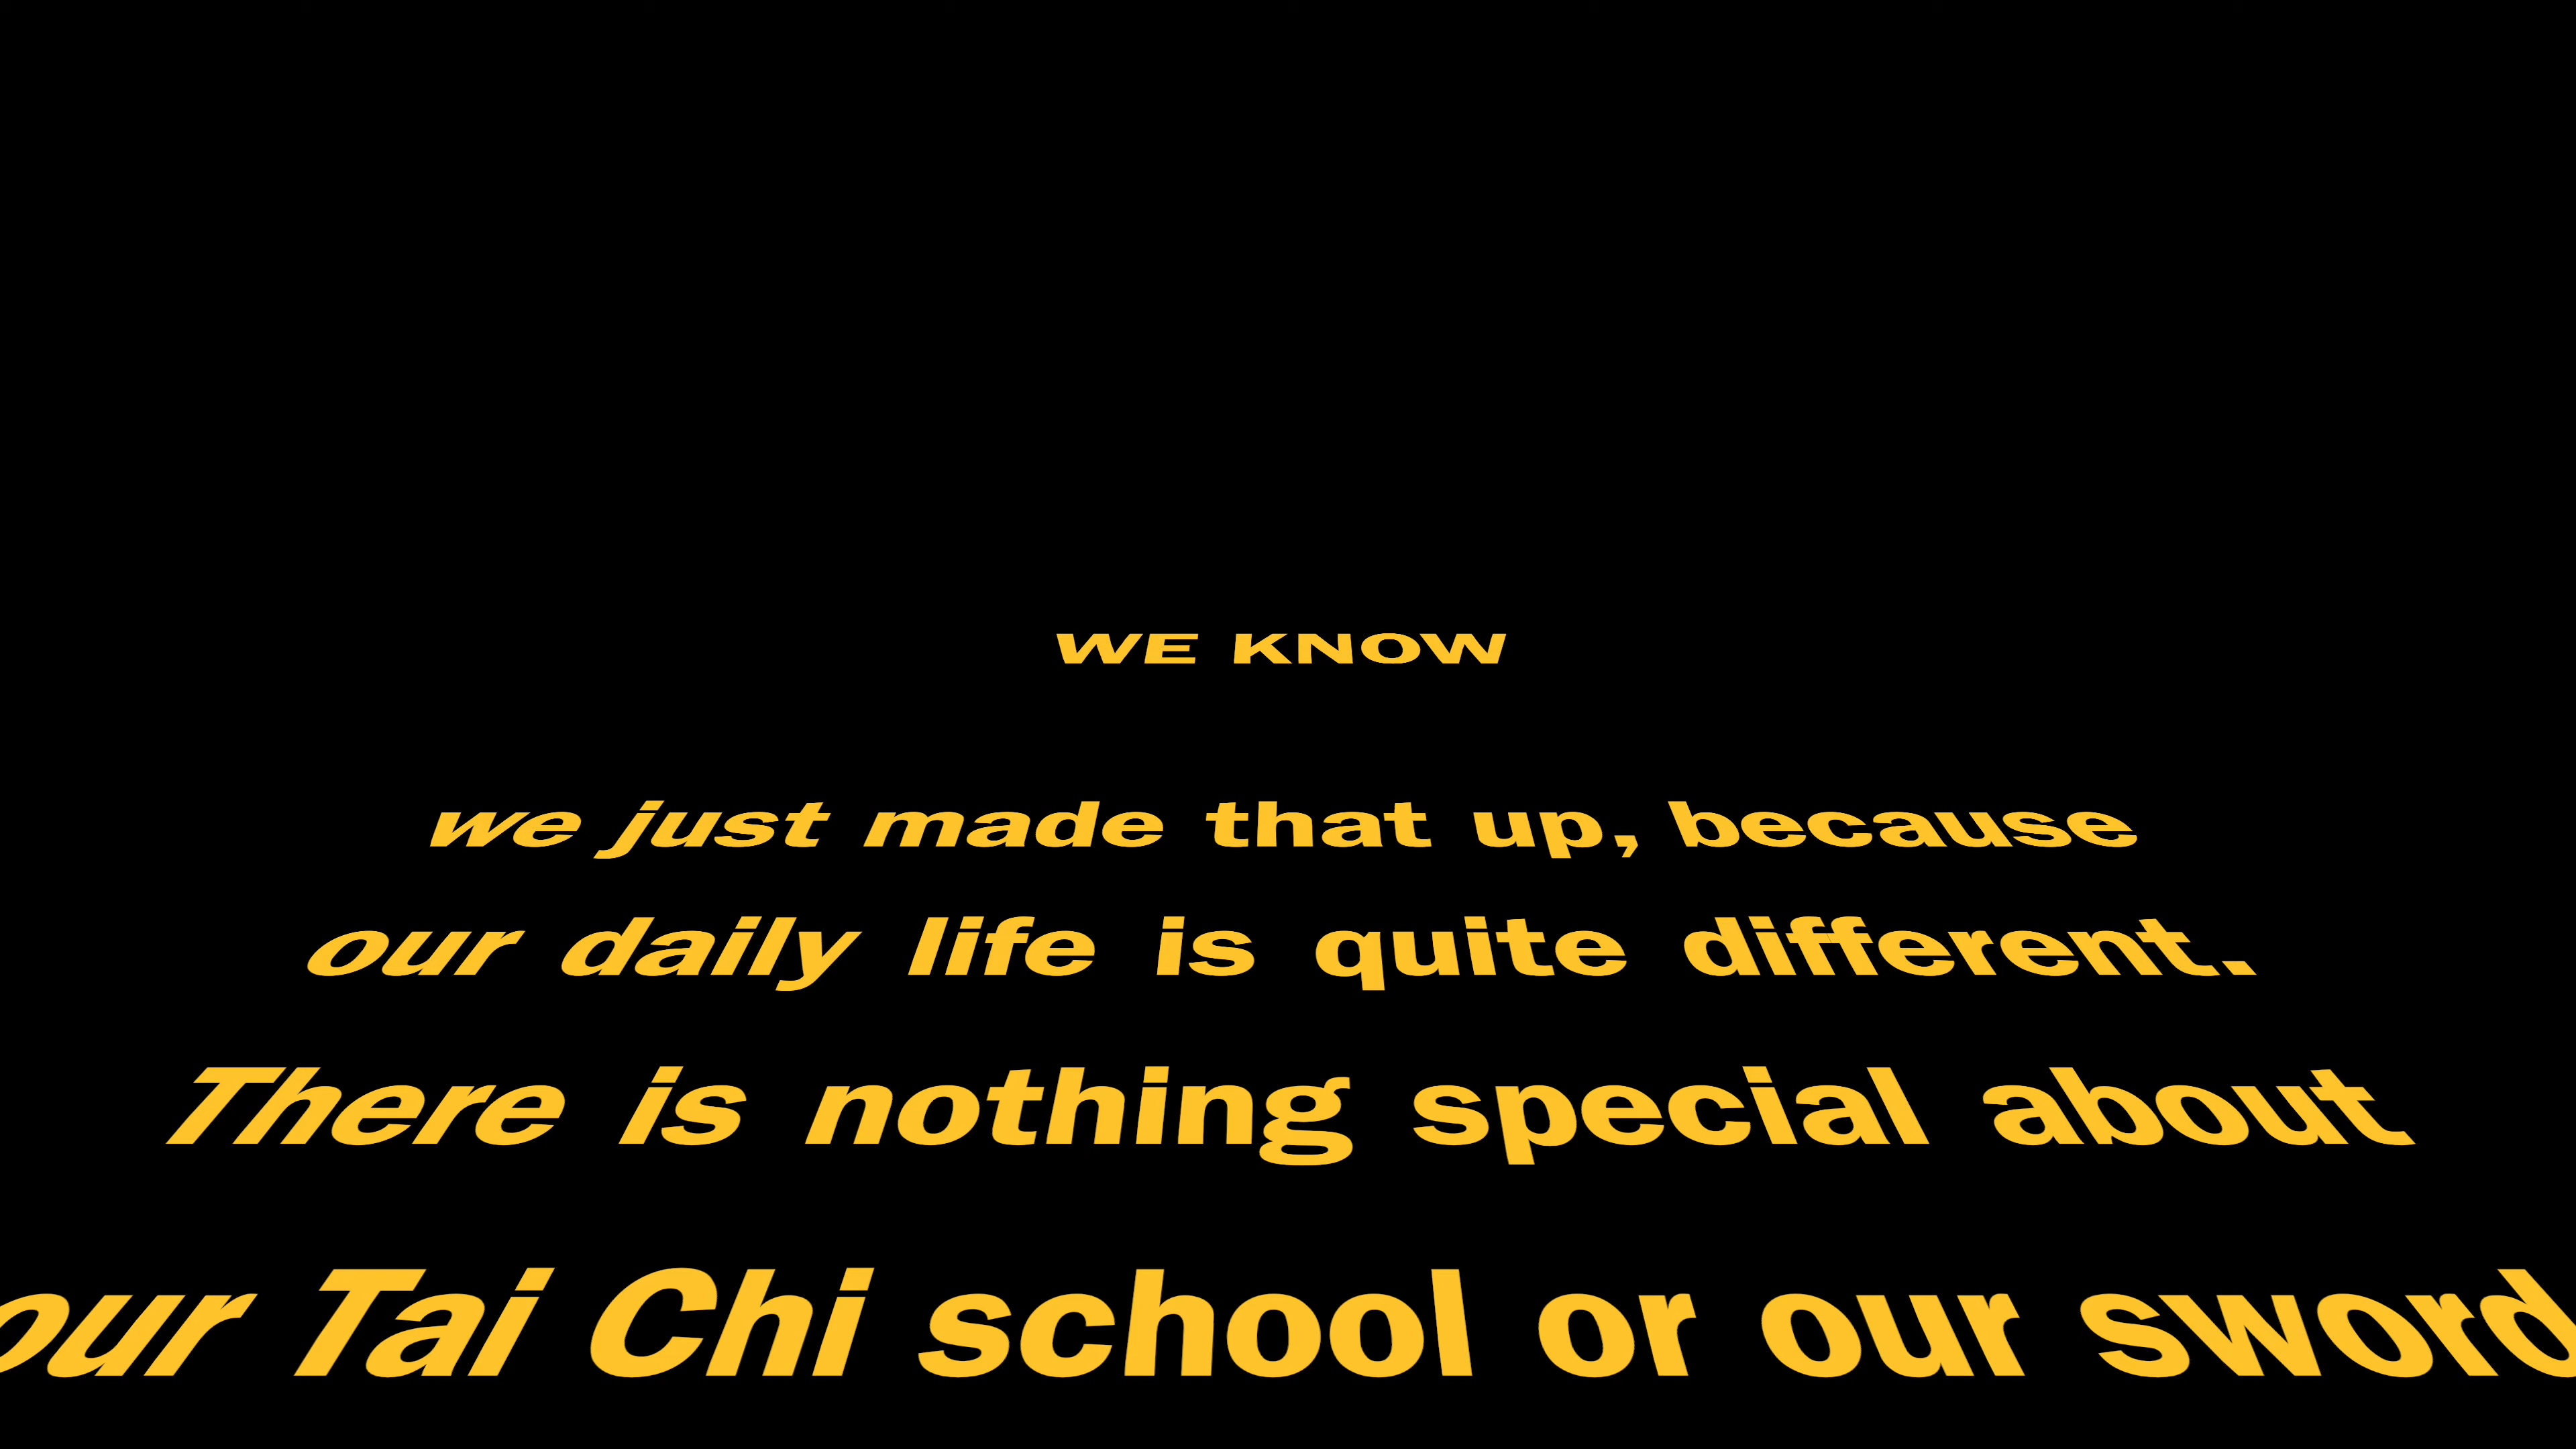 WE KNOW
we just made that up, because
our daily life is quite different.
There is nothing special about
our Tai Chi school or our sword